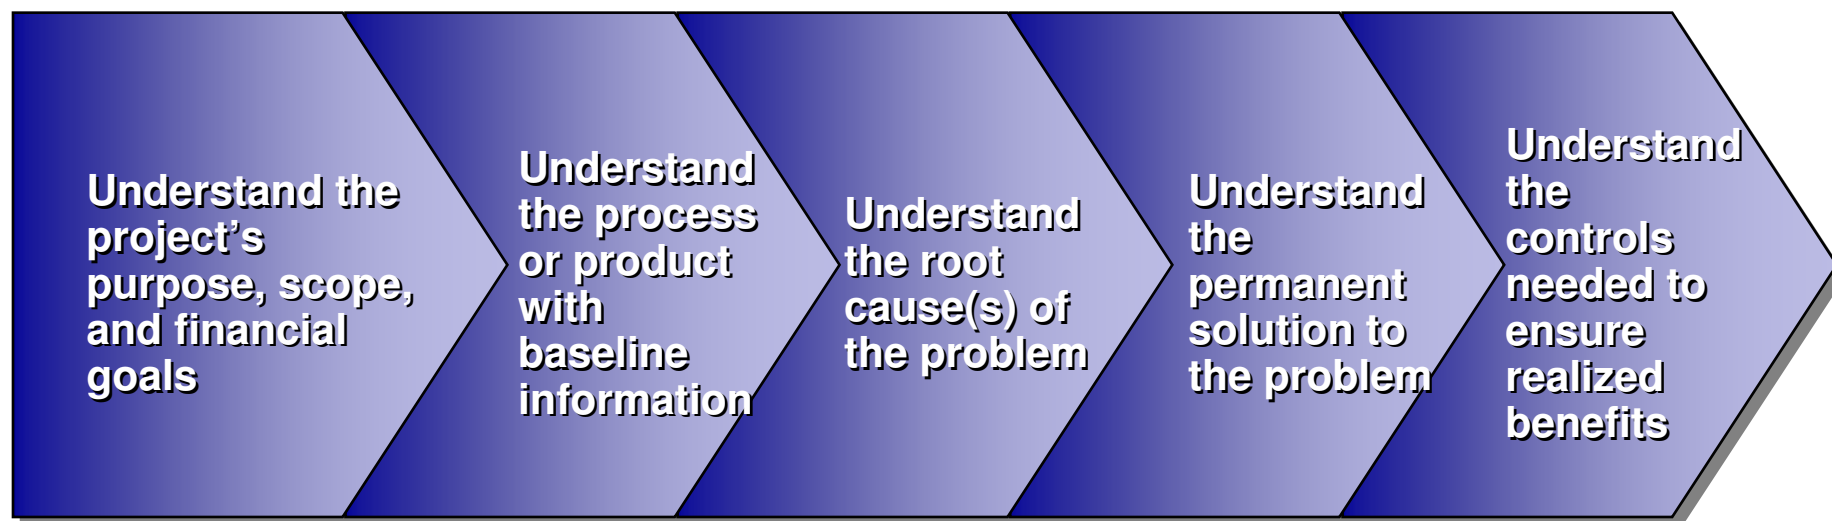 Understand the
project’s
purpose, scope,
and financial
goals
Understand
the process
or product
with
baseline
information
Understand
the root
cause(s) of
the problem
Understand
the
permanent
solution to
the problem
Understand
the
controls
needed to
ensure
realized
benefits